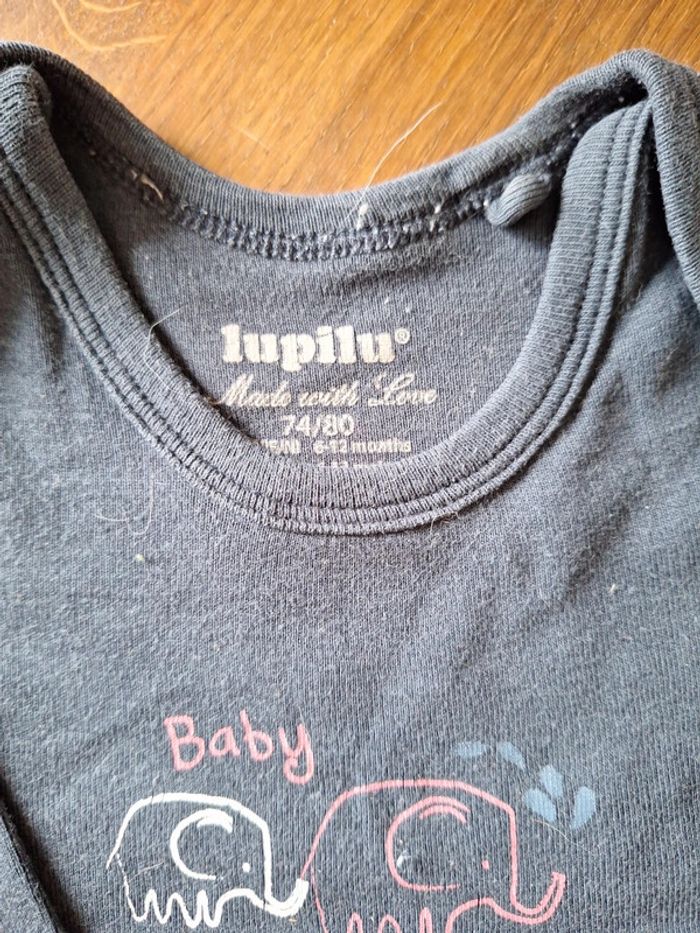 lupilu®
Made with Love
74/80
6-12 months
Baby